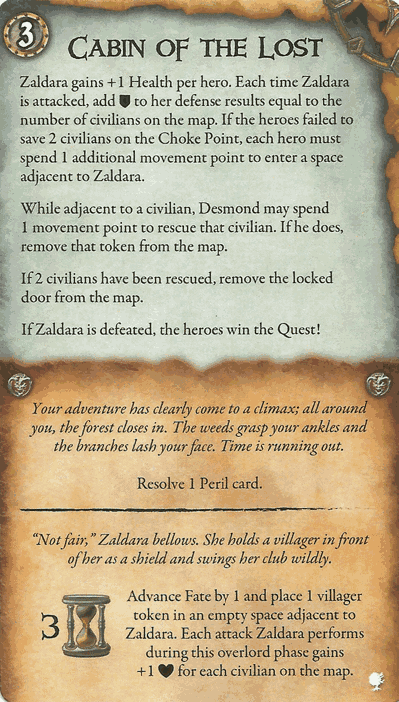 3
Cabin of the Lost
Zaldara gains +1 Health per hero. Each time Zaldara
is attacked, add to her defense results equal to the
number of civilians on the map. If the heroes failed to
save 2 civilians on the Choke Point, each hero must
spend 1 additional movement point to enter a space
adjacent to Zaldara.
While adjacent to a civilian, Desmond may spend
1 movement point to rescue that civilian. If he does,
remove that token from the map.
If 2 civilians have been rescued, remove the locked
door from the map.
If Zaldara is defeated, the heroes win the Quest!
Your adventure has clearly come to a climax; all around
you, the forest closes in. The weeds grasp your ankles and
the branches lash your face. Time is running out.
Resolve 1 Peril card.
“Not fair,” Zaldara bellows. She holds a villager in front
of her as a shield and swings her club wildly.
3
Advance Fate by 1 and place 1 villager
token in an empty space adjacent to
Zaldara. Each attack Zaldara performs
during this overlord phase gains
+1 ♥ for each civilian on the map.